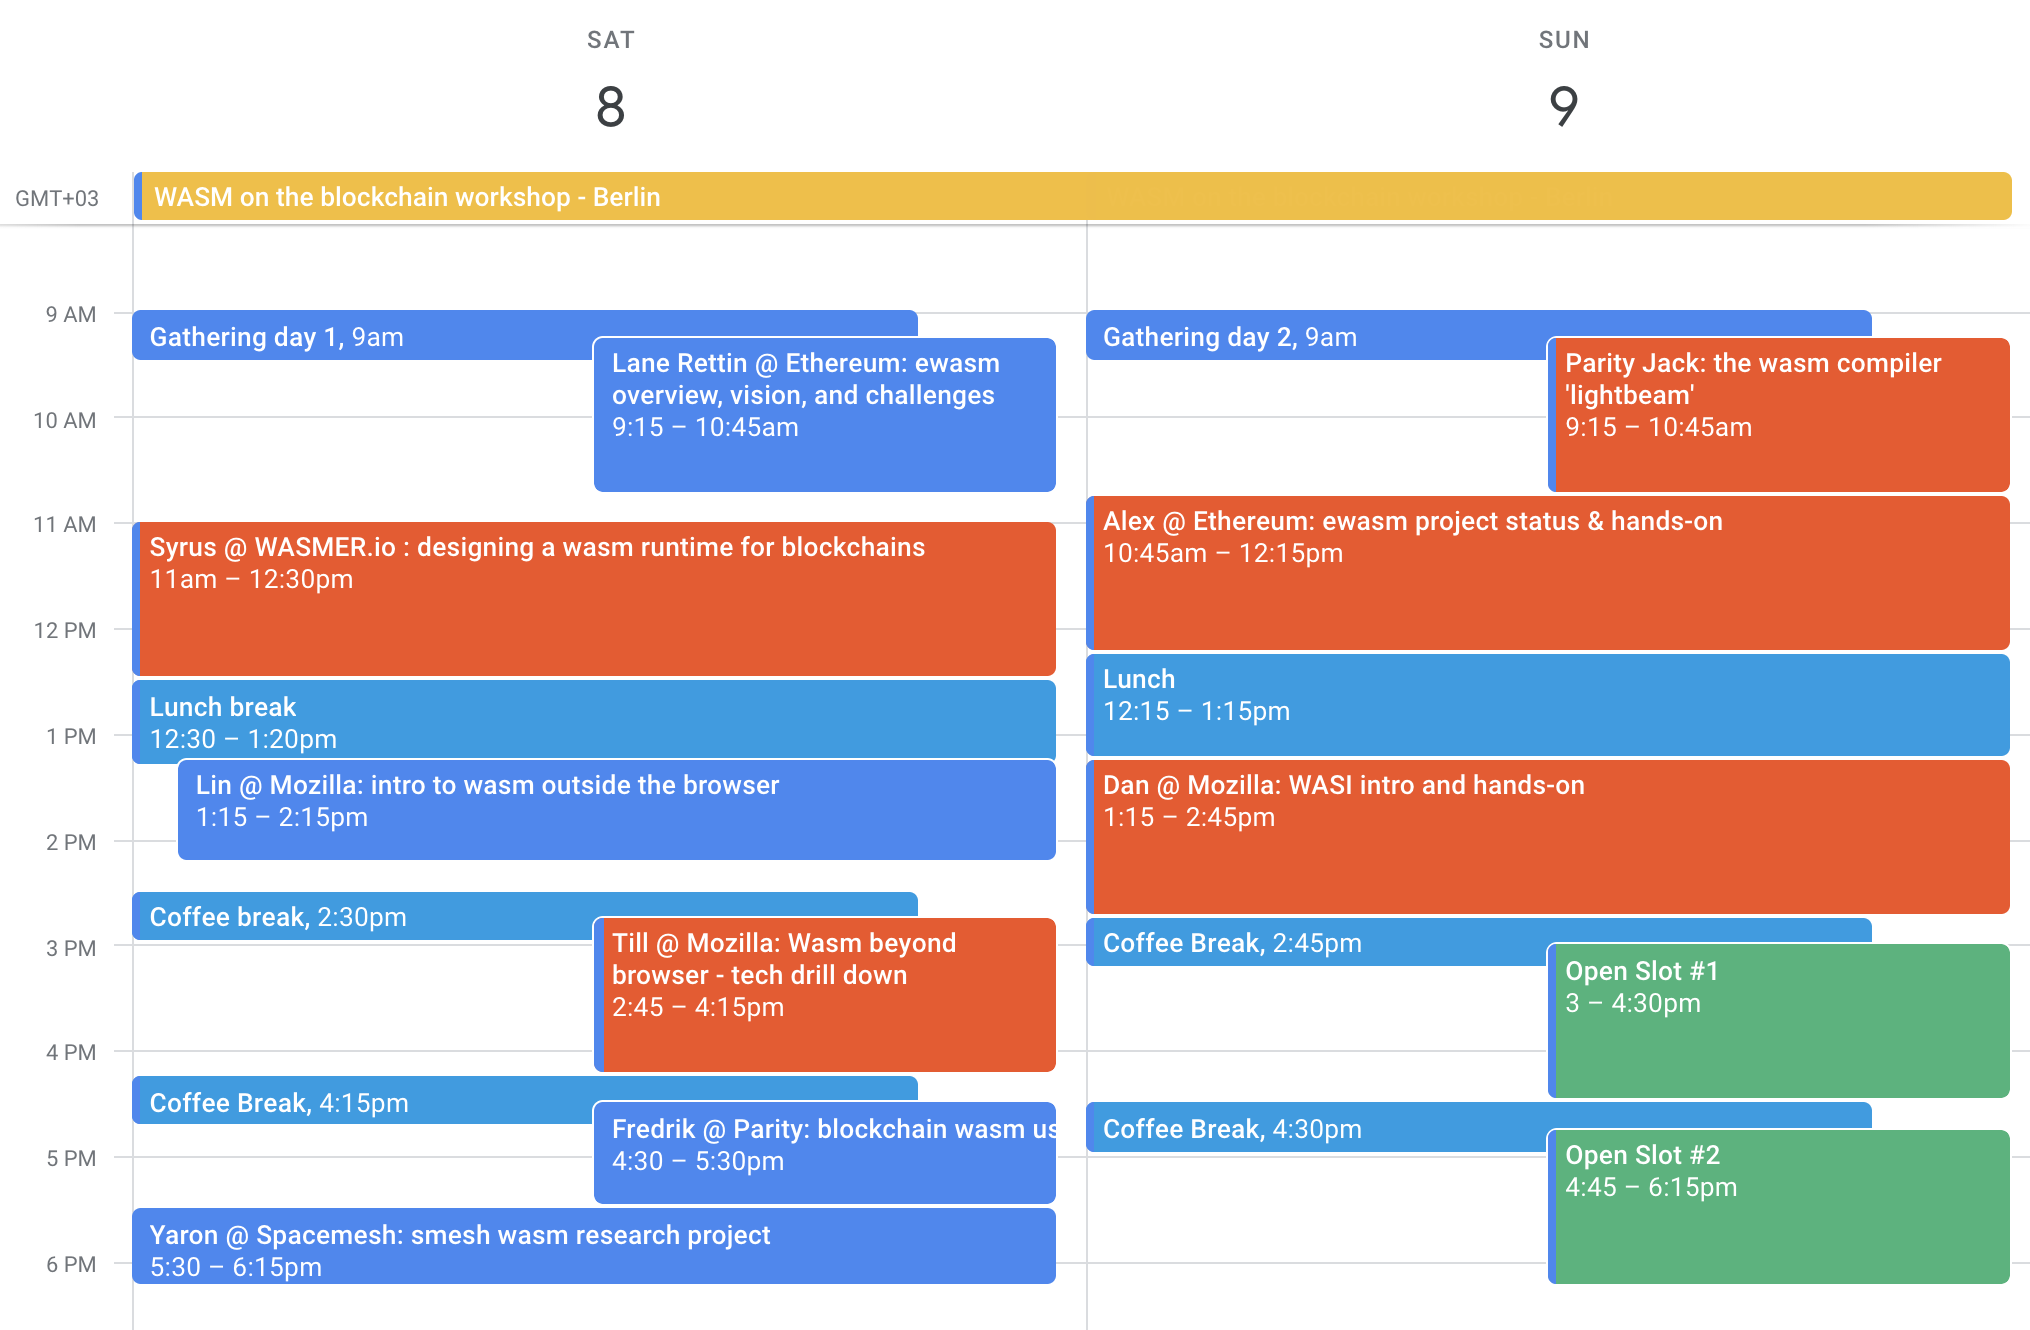 SAT
8
SUN
9
GMT+03
WASM on the blockchain workshop - Berlin
9 AM
10 AM
11 AM
12 PM
1 PM
2 PM
3 PM
4 PM
5 PM
6 PM
Gathering day 1, 9am
Lane Rettin @ Ethereum: ewasm
overview, vision, and challenges
9:15 – 10:45am
Syrus @ WASMER.io : designing a wasm runtime for blockchains
11am – 12:30pm
Lunch break
12:30 – 1:20pm
Lin @ Mozilla: intro to wasm outside the browser
1:15 – 2:15pm
Coffee break, 2:30pm
Till @ Mozilla: Wasm beyond
browser - tech drill down
2:45 – 4:15pm
Coffee Break, 4:15pm
Fredrik @ Parity: blockchain wasm us
4:30 – 5:30pm
Yaron @ Spacemesh: smesh wasm research project
5:30 – 6:15pm
Gathering day 2, 9am
Parity Jack: the wasm compiler
'lightbeam'
9:15 – 10:45am
Alex @ Ethereum: ewasm project status & hands-on
10:45am – 12:15pm
Lunch
12:15 – 1:15pm
Dan @ Mozilla: WASI intro and hands-on
1:15 – 2:45pm
Coffee Break, 2:45pm
Open Slot #1
3 – 4:30pm
Coffee Break, 4:30pm
Open Slot #2
4:45 – 6:15pm